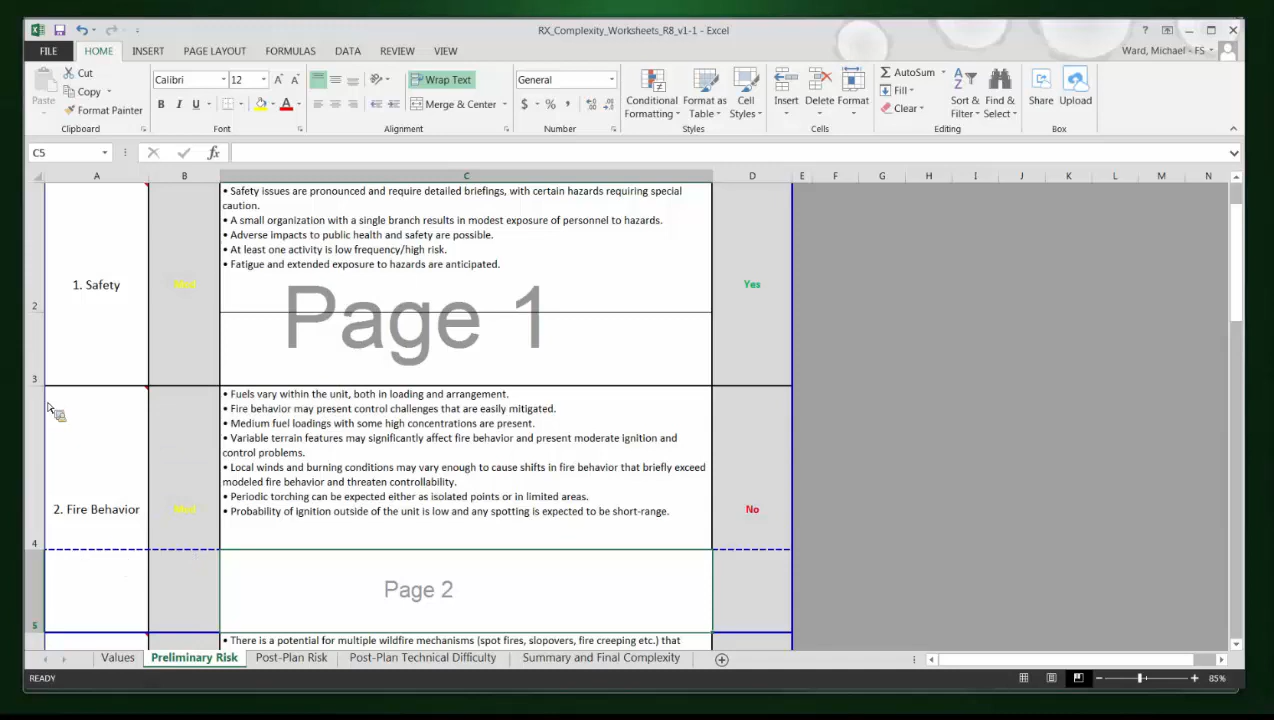 RX_Complexity_Worksheets_R8_v1-1 - Excel
FILE HOME INSERT PAGE LAYOUT FORMULAS DATA REVIEW VIEW
Ward, Michael - FS
Paste
Cut
Copy
Format Painter
Clipboard
Calibri 12
A A
B I U A
Font
Wrap Text
Merge & Center
Alignment
General
$ % ,
Number
Conditional Formatting
Format as Table
Cell Styles
Styles
Insert Delete Format
Cells
AutoSum
Fill
Clear
Sort & Filter
Find & Select
Editing
Share Upload
Box
C5
fx
A B C D E F G H I J K L M N
• Safety issues are pronounced and require detailed briefings, with certain hazards requiring special
caution.
• A small organization with a single branch results in modest exposure of personnel to hazards.
• Adverse impacts to public health and safety are possible.
• At least one activity is low frequency/high risk.
• Fatigue and extended exposure to hazards are anticipated.
1. Safety
Mod
Yes
2
Page 1
3
• Fuels vary within the unit, both in loading and arrangement.
• Fire behavior may present control challenges that are easily mitigated.
• Medium fuel loadings with some high concentrations are present.
• Variable terrain features may significantly affect fire behavior and present moderate ignition and
control problems.
• Local winds and burning conditions may vary enough to cause shifts in fire behavior that briefly exceed
modeled fire behavior and threaten controllability.
• Periodic torching can be expected either as isolated points or in limited areas.
• Probability of ignition outside of the unit is low and any spotting is expected to be short-range.
2. Fire Behavior
Mod
No
4
Page 2
5
• There is a potential for multiple wildfire mechanisms (spot fires, slopovers, fire creeping etc.) that
Values Preliminary Risk Post-Plan Risk Post-Plan Technical Difficulty Summary and Final Complexity
READY
85%